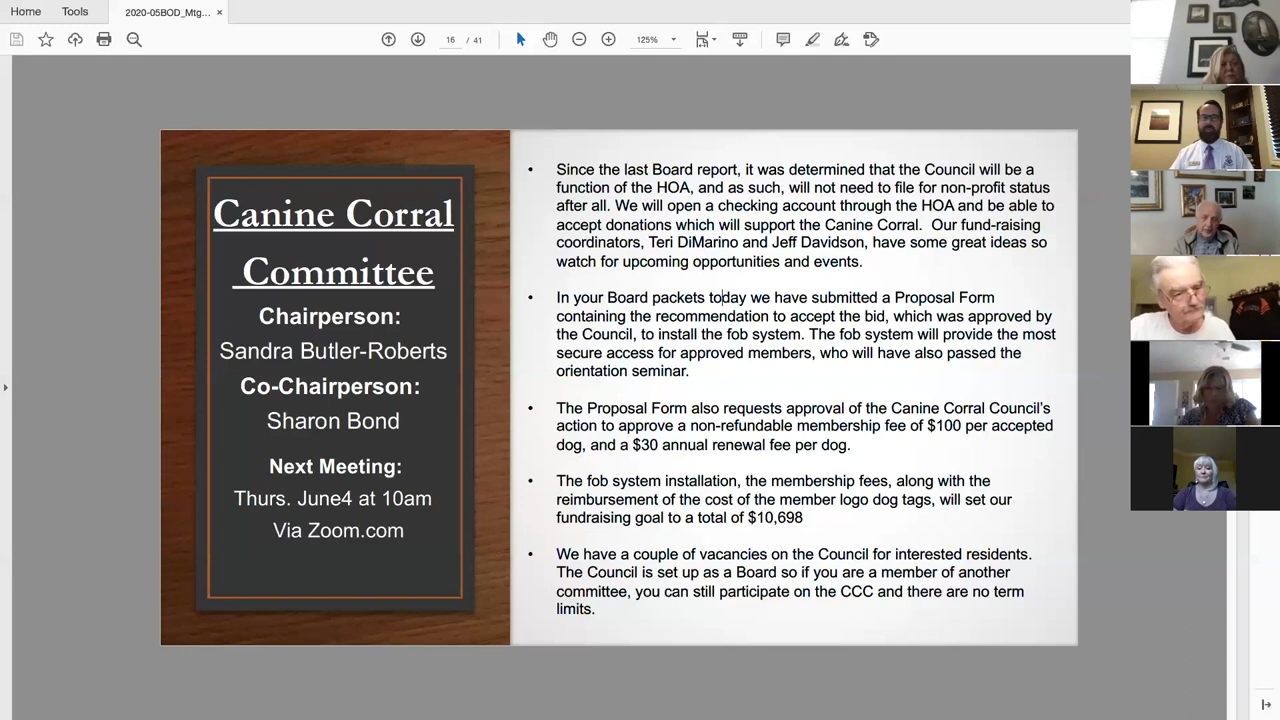 Home
Tools
2020-05BOD_Mtg... ×
16 / 41
125%
Canine Corral
Committee
Chairperson:
Sandra Butler-Roberts
Co-Chairperson:
Sharon Bond
Next Meeting:
Thurs. June4 at 10am
Via Zoom.com
• Since the last Board report, it was determined that the Council will be a
function of the HOA, and as such, will not need to file for non-profit status
after all. We will open a checking account through the HOA and be able to
accept donations which will support the Canine Corral. Our fund-raising
coordinators, Teri DiMarino and Jeff Davidson, have some great ideas so
watch for upcoming opportunities and events.
• In your Board packets today we have submitted a Proposal Form
containing the recommendation to accept the bid, which was approved by
the Council, to install the fob system. The fob system will provide the most
secure access for approved members, who will have also passed the
orientation seminar.
• The Proposal Form also requests approval of the Canine Corral Council's
action to approve a non-refundable membership fee of $100 per accepted
dog, and a $30 annual renewal fee per dog.
• The fob system installation, the membership fees, along with the
reimbursement of the cost of the member logo dog tags, will set our
fundraising goal to a total of $10,698
• We have a couple of vacancies on the Council for interested residents.
The Council is set up as a Board so if you are a member of another
committee, you can still participate on the CCC and there are no term
limits.